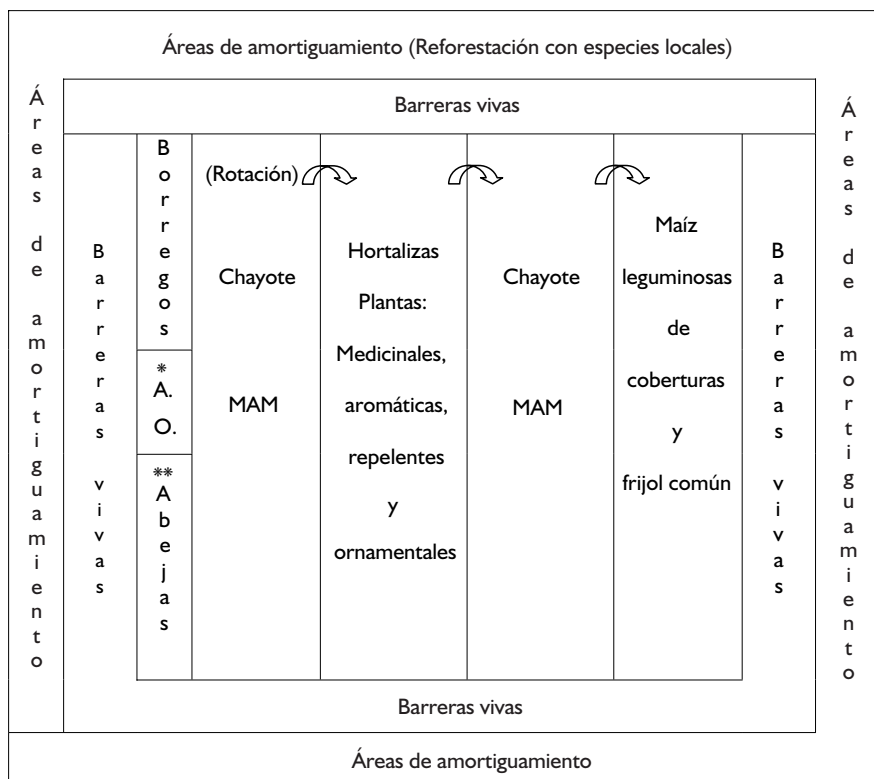 Áreas de amortiguamiento (Reforestación con especies locales)
Áreas de amortiguamiento
Barreras vivas
Barreras vivas
Borregos
* A. O.
** Abejas
(Rotación)
Chayote
MAM
Hortalizas
Plantas:
Medicinales,
aromáticas,
repelentes
y
ornamentales
Chayote
MAM
Maíz
leguminosas
de
coberturas
y
frijol común
Barreras vivas
Áreas de amortiguamiento
Barreras vivas
Áreas de amortiguamiento